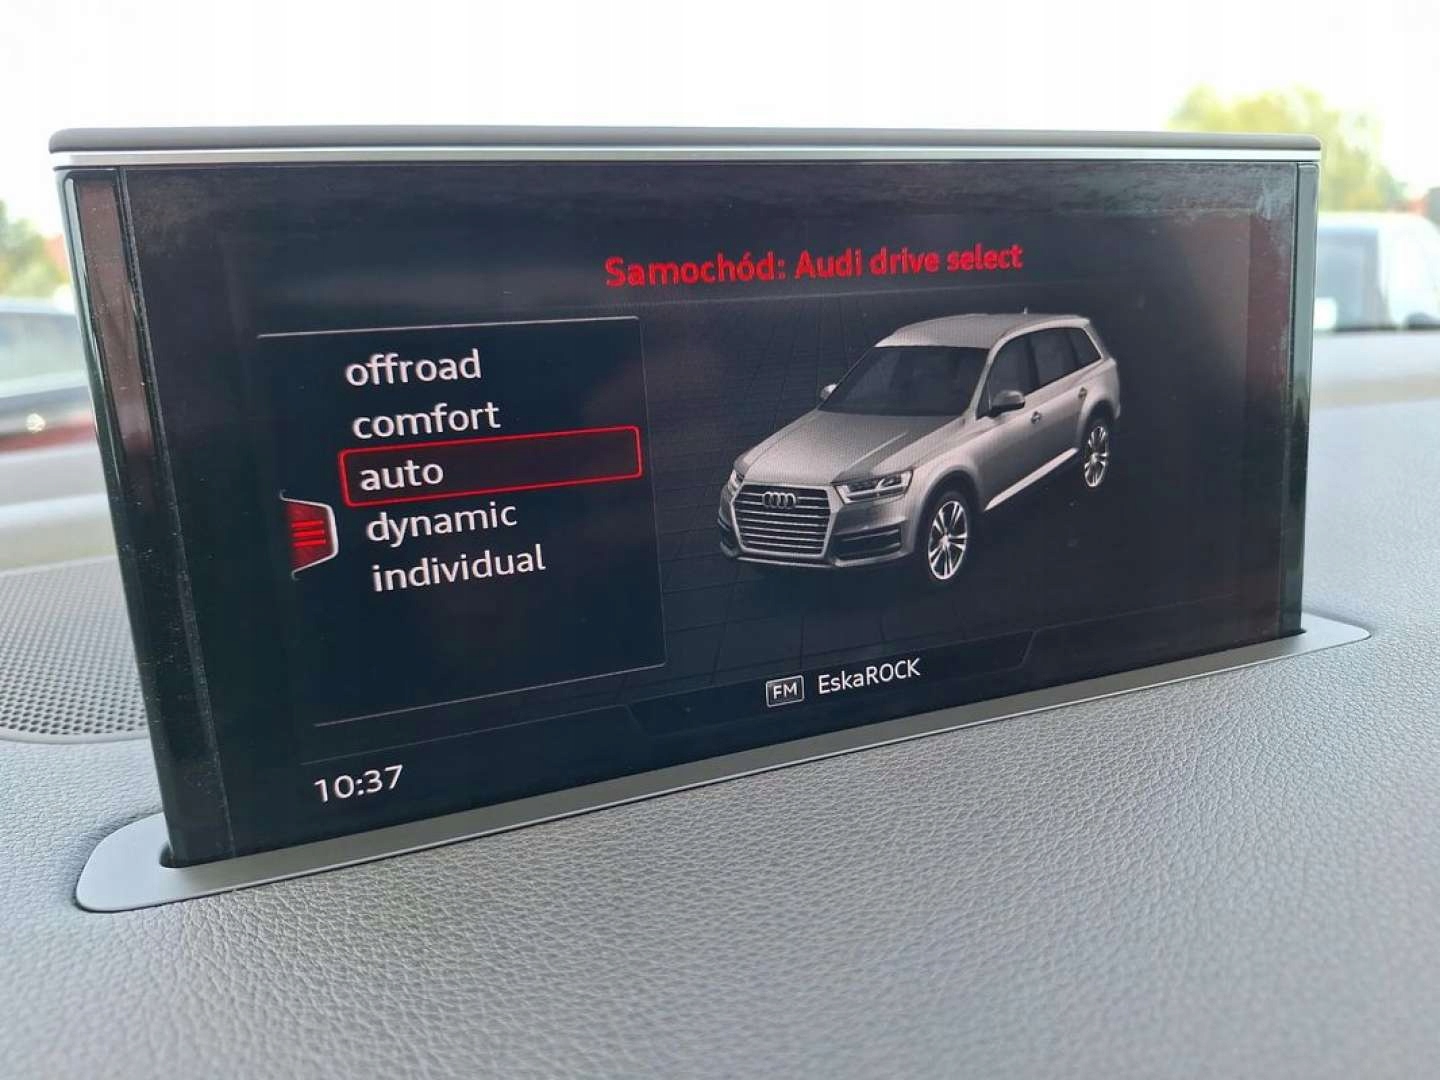 Samochód: Audi drive select
offroad
comfort
auto
dynamic
individual
FM EskaROCK
10:37